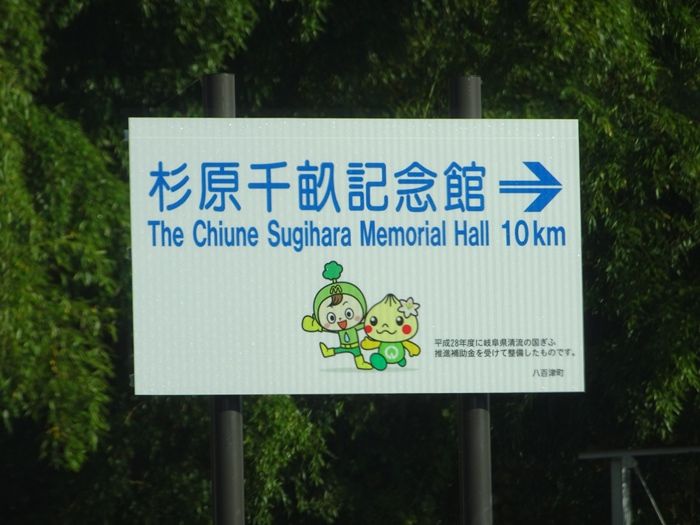 杉原千畝記念館
The Chiune Sugihara Memorial Hall 10km
平成28年度に岐阜県清流の国ぎふ
推進補助金を受けて整備したものです。
八百津町